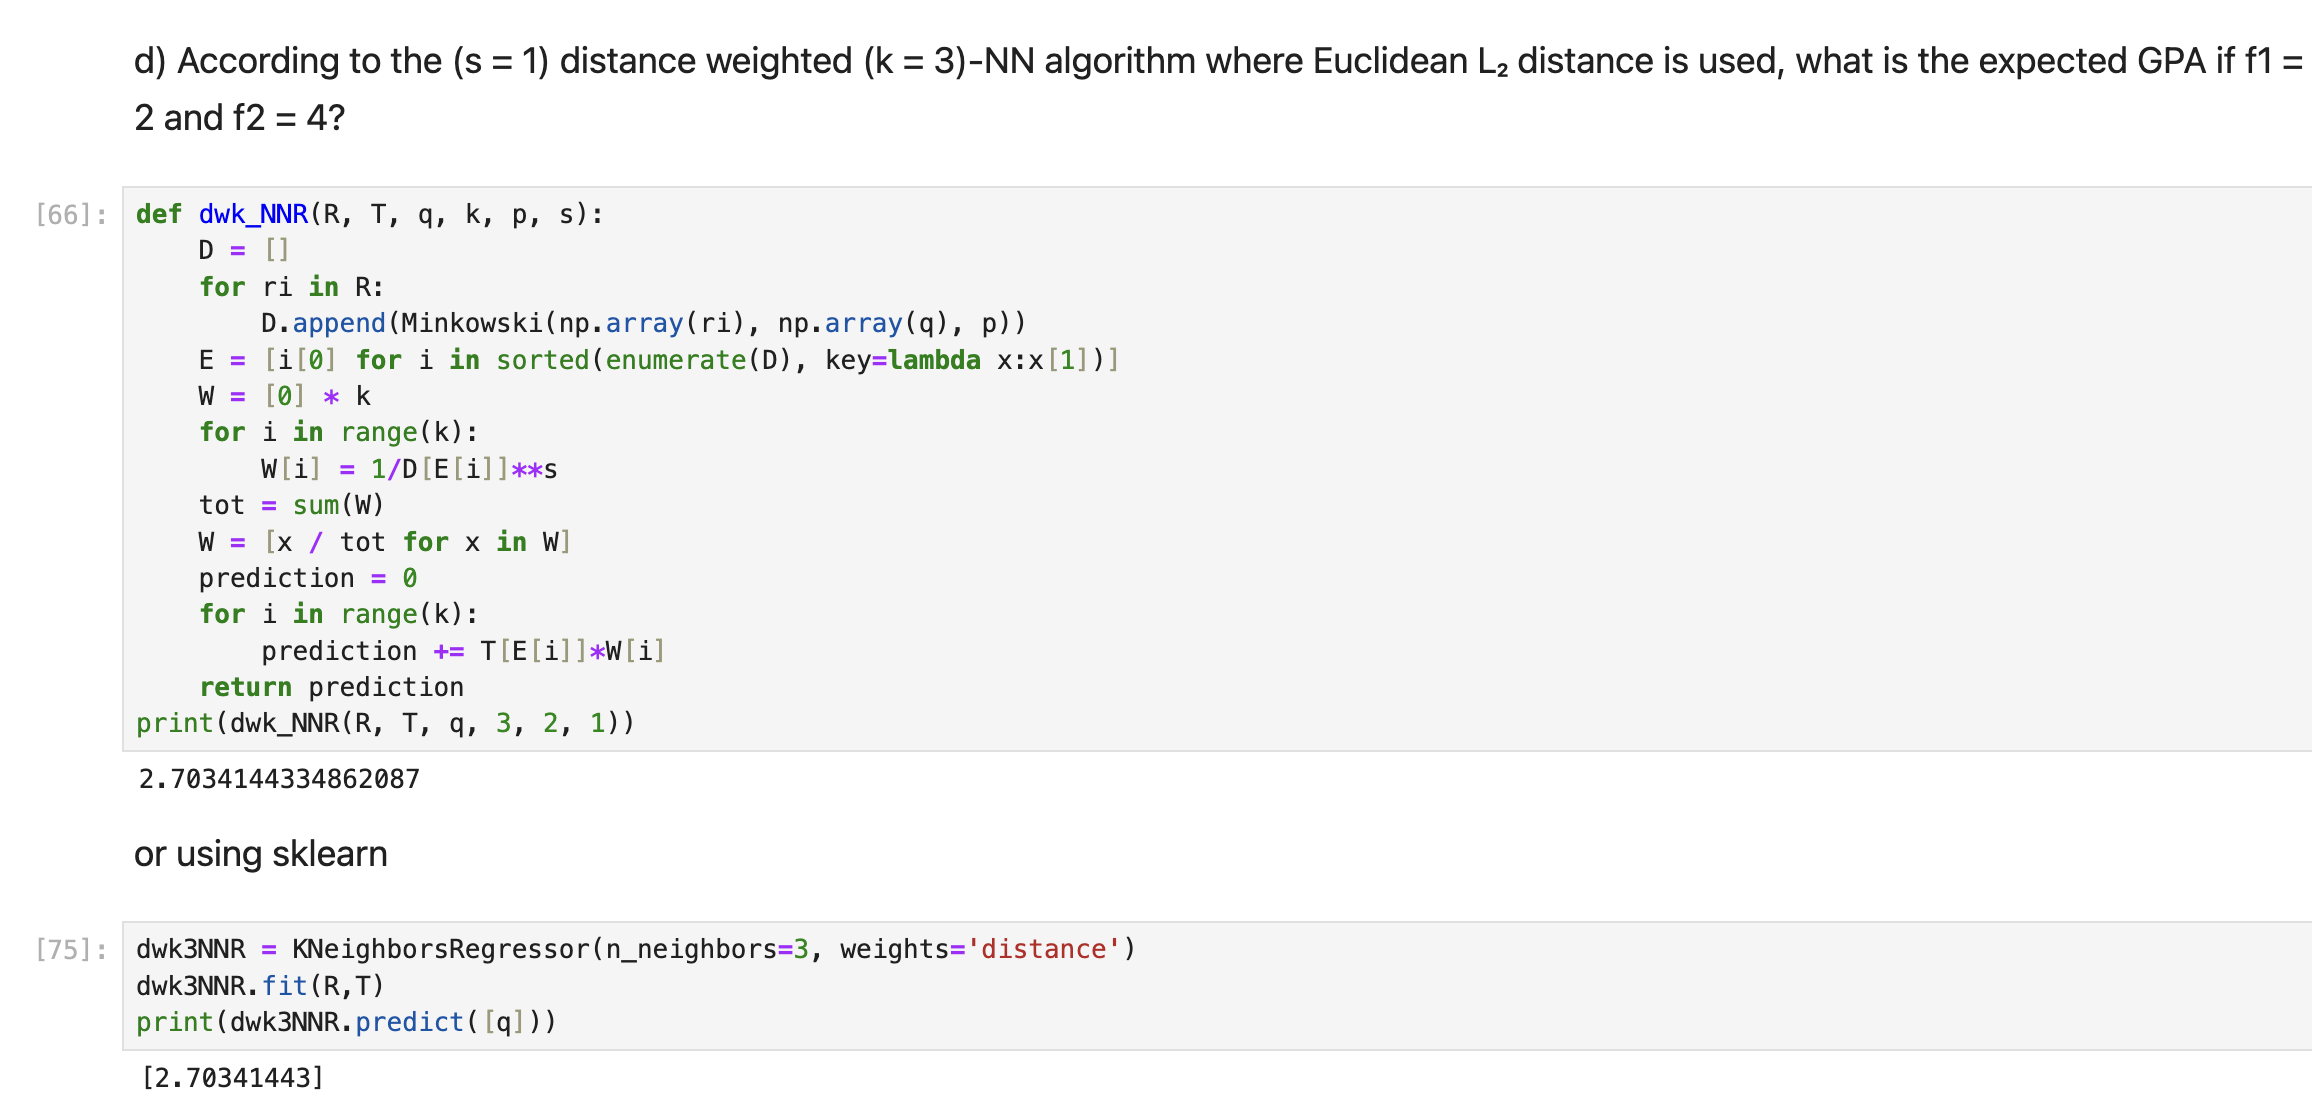 d) According to the (s = 1) distance weighted (k = 3)-NN algorithm where Euclidean L₂ distance is used, what is the expected GPA if f1 =
2 and f2 = 4?
[66]:
def dwk_NNR(R, T, q, k, p, s):
    D = []
    for ri in R:
        D.append(Minkowski(np.array(ri), np.array(q), p))
    E = [i[0] for i in sorted(enumerate(D), key=lambda x:x[1])]
    W = [0] * k
    for i in range(k):
        W[i] = 1/D[E[i]]**s
    tot = sum(W)
    W = [x / tot for x in W]
    prediction = 0
    for i in range(k):
        prediction += T[E[i]]*W[i]
    return prediction
print(dwk_NNR(R, T, q, 3, 2, 1))
2.7034144334862087
or using sklearn
[75]:
dwk3NNR = KNeighborsRegressor(n_neighbors=3, weights='distance')
dwk3NNR.fit(R,T)
print(dwk3NNR.predict([q]))
[2.70341443]